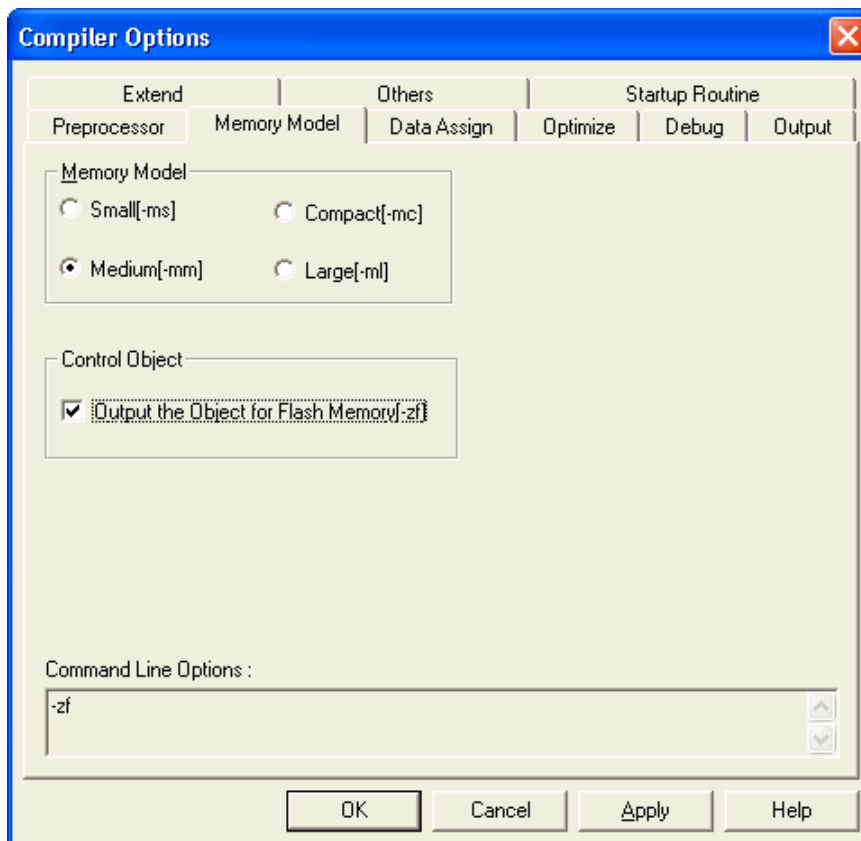 Compiler Options
Extend Others Startup Routine
Preprocessor Memory Model Data Assign Optimize Debug Output
Memory Model
Small[-ms] Compact[-mc]
Medium[-mm] Large[-ml]
Control Object
Output the Object for Flash Memory[-zf]
Command Line Options :
-zf
OK Cancel Apply Help